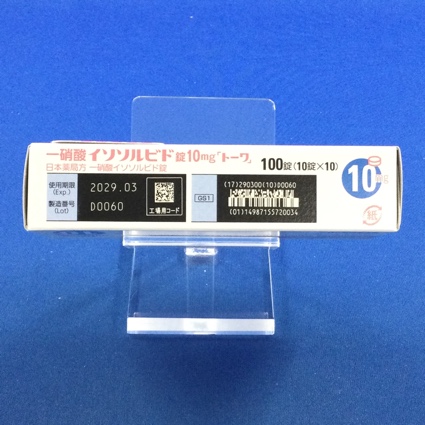 一硝酸イソソルビド錠10mg「トーワ」
日本薬局方 一硝酸イソソルビド錠
100錠(10錠×10)
10mg
使用期限
(Exp.)
2029.03
製造番号
(Lot)
D0060
工場用コード
GS1
(17)290300(10)D0060
(01)14987155720034
紙